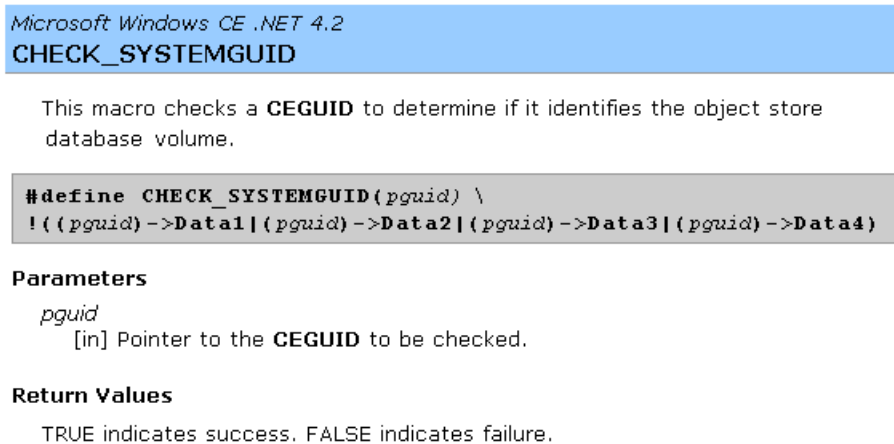 Microsoft Windows CE .NET 4.2
CHECK_SYSTEMGUID
This macro checks a CEGUID to determine if it identifies the object store
database volume.
#define CHECK_SYSTEMGUID(pguid) \
!((pguid)->Data1|(pguid)->Data2|(pguid)->Data3|(pguid)->Data4)
Parameters
pguid
[in] Pointer to the CEGUID to be checked.
Return Values
TRUE indicates success. FALSE indicates failure.